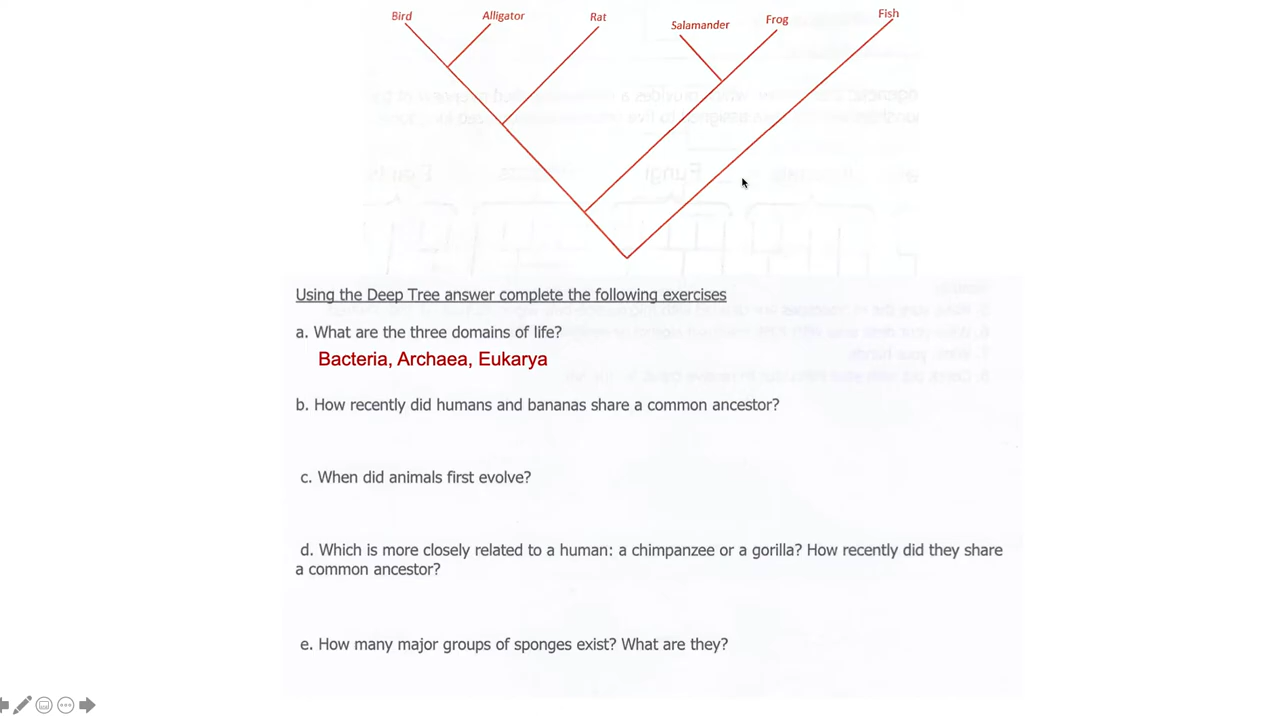 Bird Alligator Rat Salamander Frog Fish
Using the Deep Tree answer complete the following exercises
a. What are the three domains of life?
Bacteria, Archaea, Eukarya
b. How recently did humans and bananas share a common ancestor?
c. When did animals first evolve?
d. Which is more closely related to a human: a chimpanzee or a gorilla? How recently did they share
a common ancestor?
e. How many major groups of sponges exist? What are they?